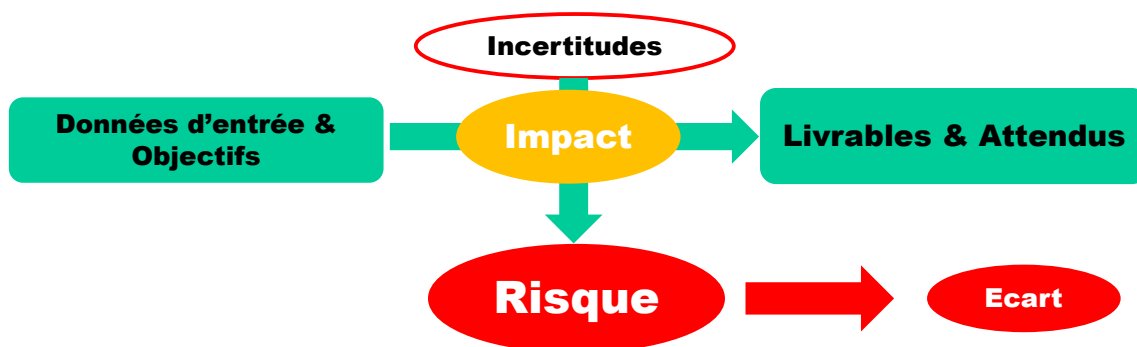 Incertitudes
Données d’entrée &
Objectifs
Impact
Livrables & Attendus
Risque
Ecart